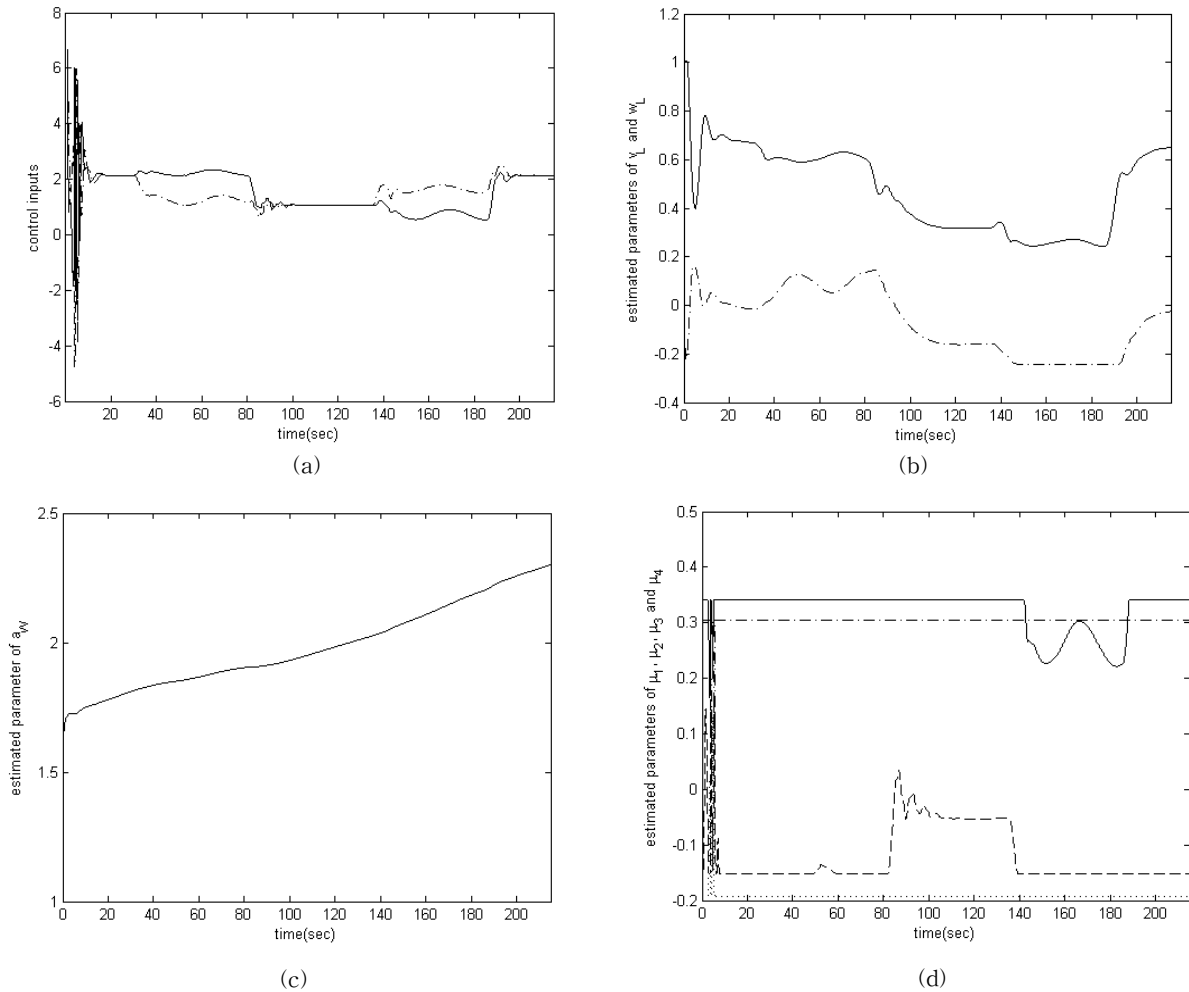 control inputs
8
6
4
2
0
-2
-4
-6
20 40 60 80 100 120 140 160 180 200
time(sec)
(a)
estimated parameters of v_L and w_L
1.2
1
0.8
0.6
0.4
0.2
0
-0.2
-0.4
0 20 40 60 80 100 120 140 160 180 200
time(sec)
(b)
estimated parameter of a_W
2.5
2
1.5
1
0 20 40 60 80 100 120 140 160 180 200
time(sec)
(c)
estimated parameters of μ_1, μ_2, μ_3 and μ_4
0.5
0.4
0.3
0.2
0.1
0
-0.1
-0.2
0 20 40 60 80 100 120 140 160 180 200
time(sec)
(d)